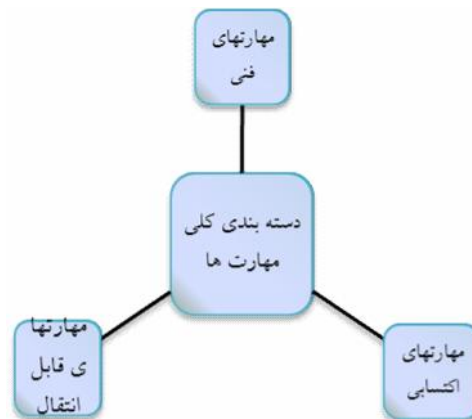 مهارتهای
فنی
دسته بندی کلی
مهارت ها
مهارتهای
اکتسابی
مهارتها
ی قابل
انتقال